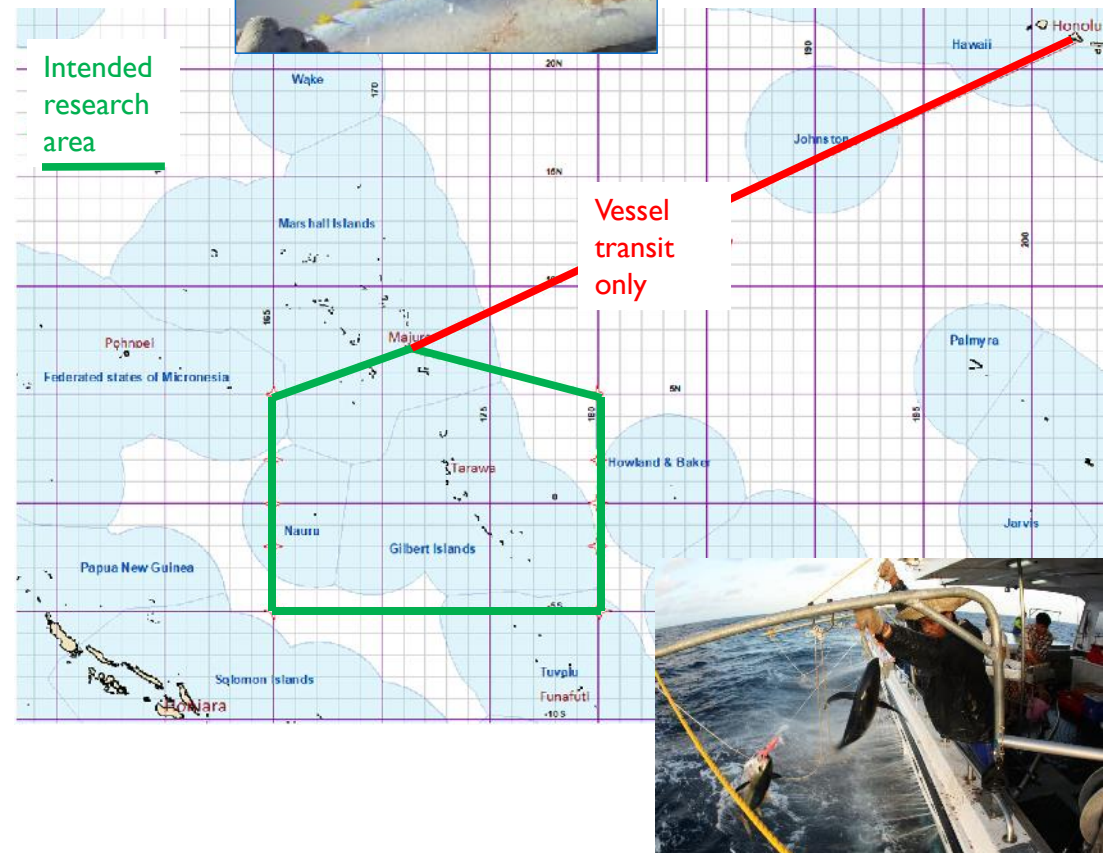 Honolu
Hawaii
190
20N
Wake
170
Intended
research
area
Johnston
15N
Vessel
transit
only
Marshall Islands
200
165
Majuro
Pohnpei
Palmyra
Federated states of Micronesia
5N
175
180
195
Tarawa
Howland & Baker
0
Nauru
Jarvis
Gilbert Islands
Papua New Guinea
-5S
Tuvalu
Solomon Islands
Funafuti
Honiara
-10S